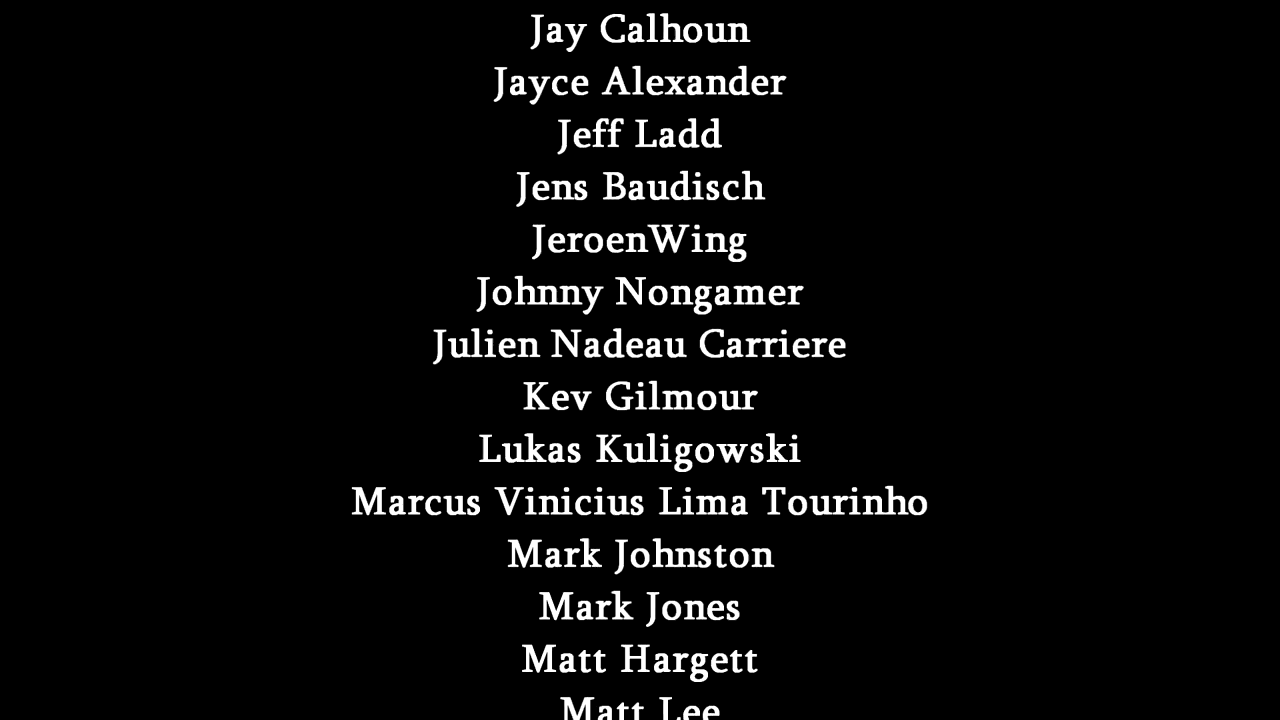 Jay Calhoun
Jayce Alexander
Jeff Ladd
Jens Baudisch
JeroenWing
Johnny Nongamer
Julien Nadeau Carriere
Kev Gilmour
Lukas Kuligowski
Marcus Vinicius Lima Tourinho
Mark Johnston
Mark Jones
Matt Hargett
Matt Lee